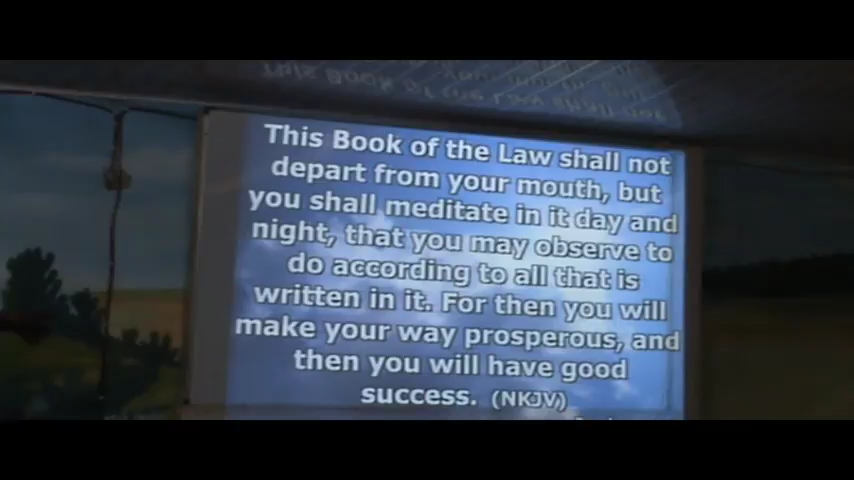 This Book of the Law shall not
depart from your mouth, but
you shall meditate in it day and
night, that you may observe to
do according to all that is
written in it. For then you will
make your way prosperous, and
then you will have good
success. (NKJV)